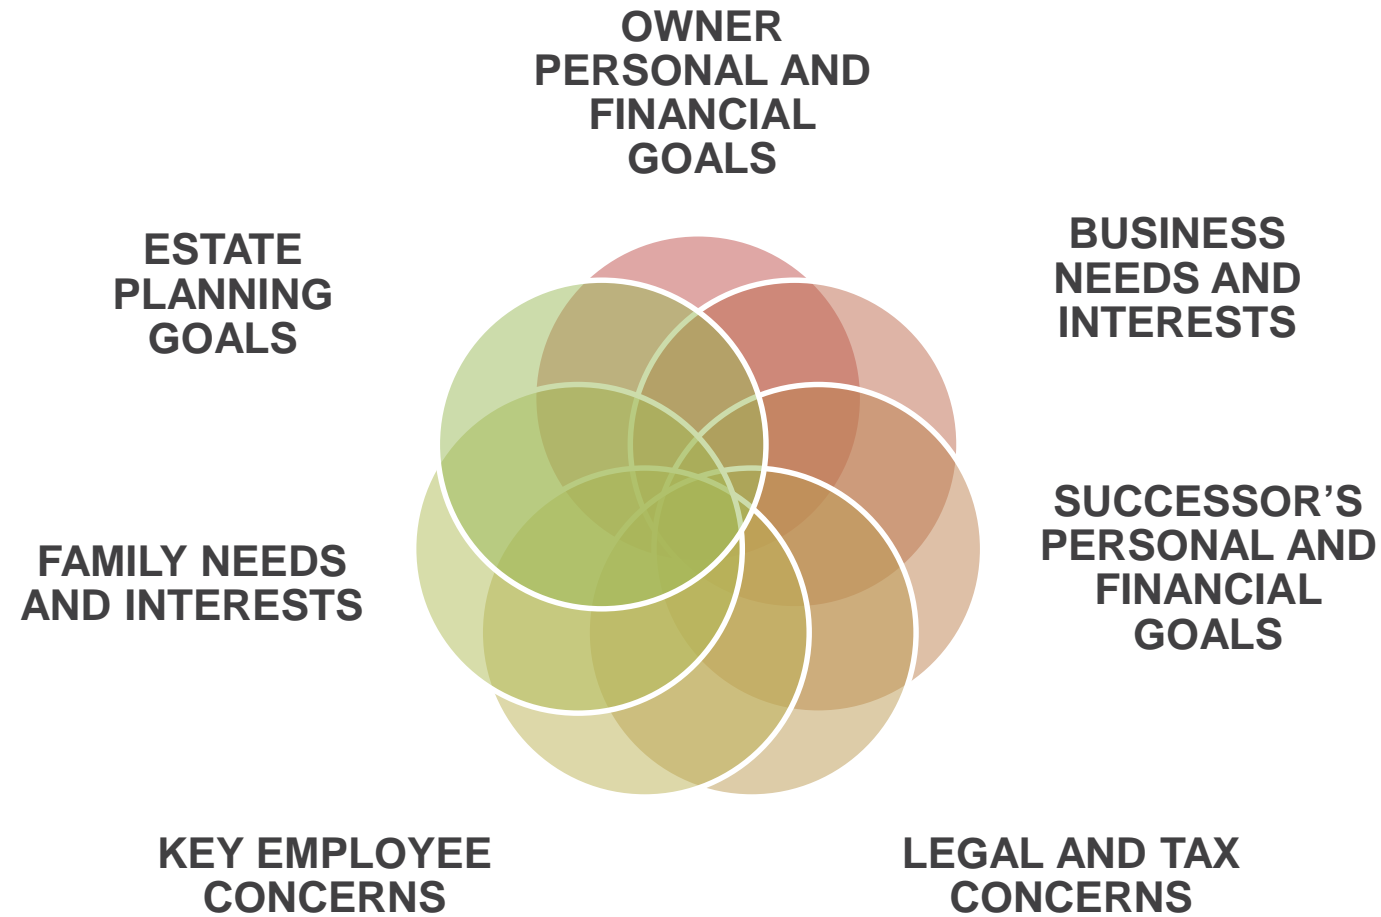 OWNER
PERSONAL AND
FINANCIAL
GOALS
BUSINESS
NEEDS AND
INTERESTS
SUCCESSOR’S
PERSONAL AND
FINANCIAL
GOALS
LEGAL AND TAX
CONCERNS
KEY EMPLOYEE
CONCERNS
FAMILY NEEDS
AND INTERESTS
ESTATE
PLANNING
GOALS